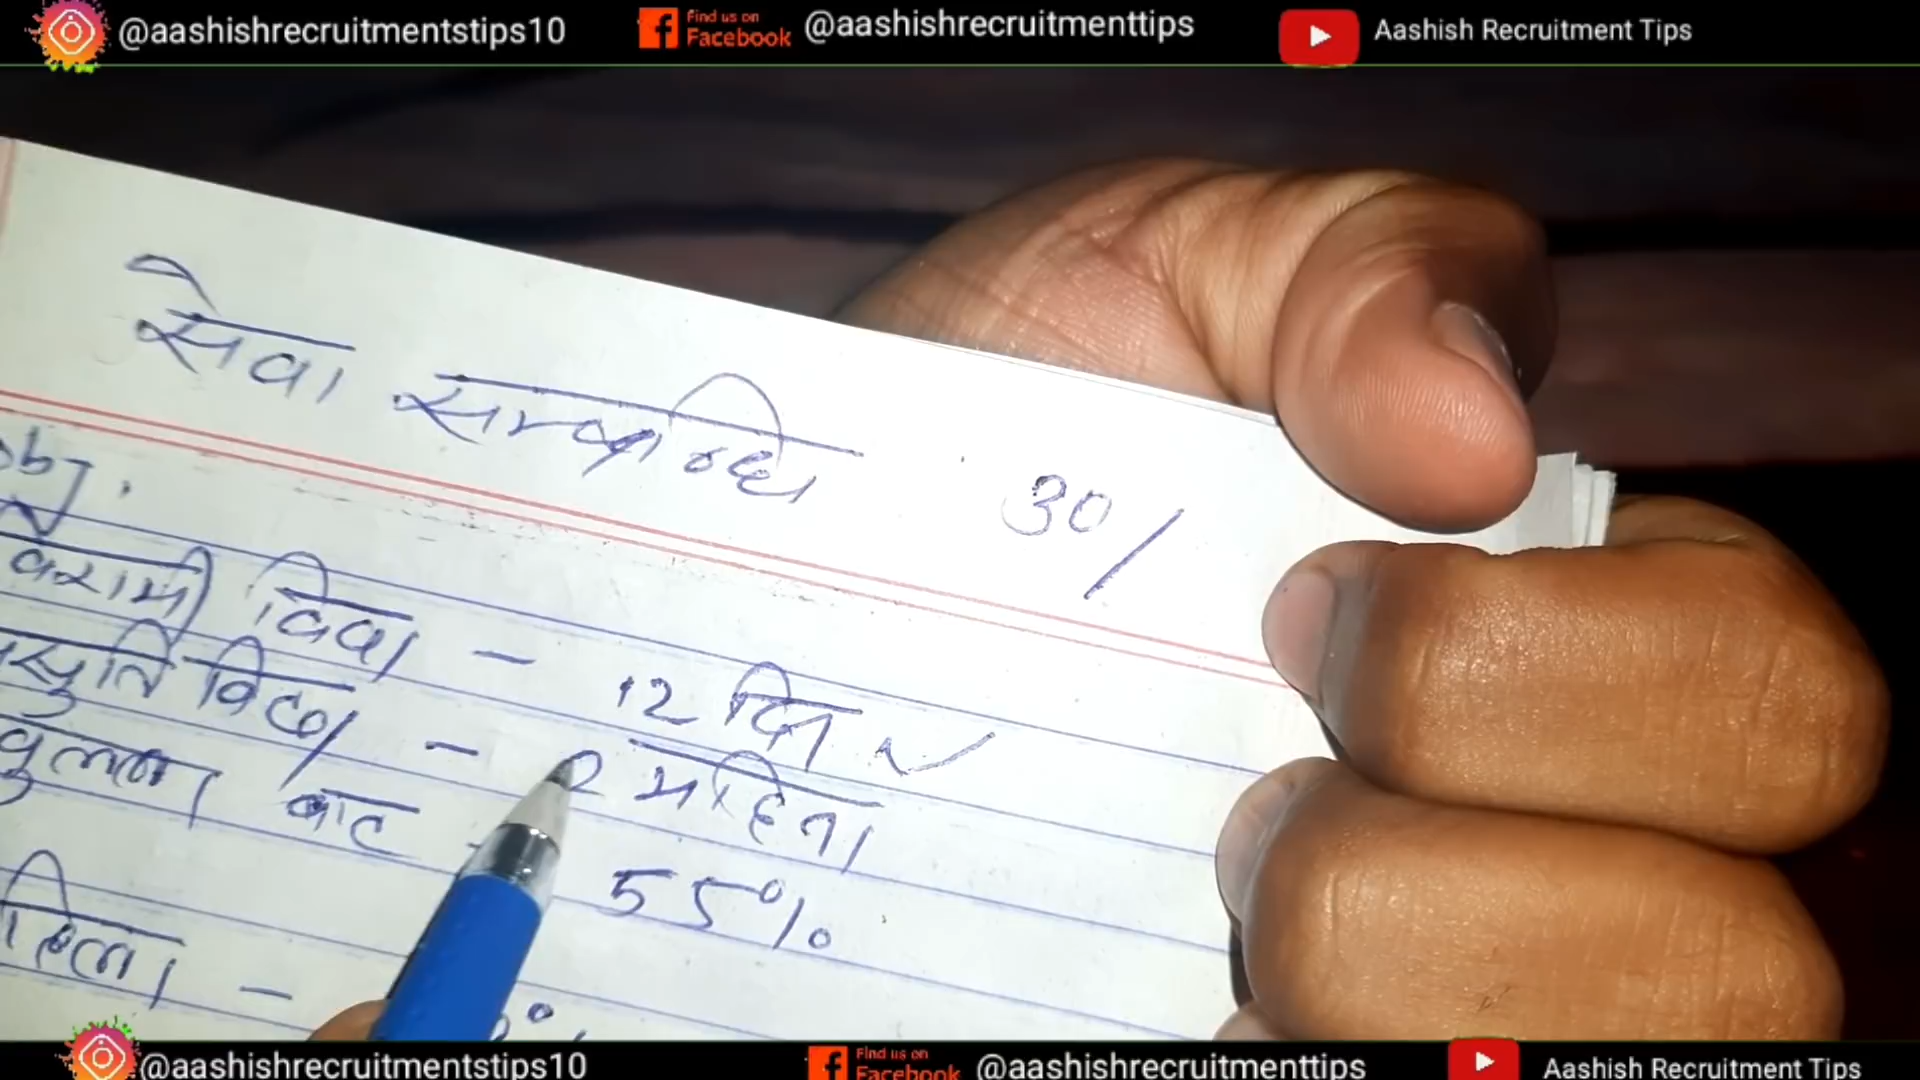 @aashishrecruitmentstips10 Find us on Facebook @aashishrecruitmenttips Aashish Recruitment Tips
सेवा सम्बन्धि 30/
obj.
विदा - 12 दिन
विदा - 2 महिना
बाट - 55%
हिला -
@aashishrecruitmentstips10 Find us on Facebook @aashishrecruitmenttips Aashish Recruitment Tips